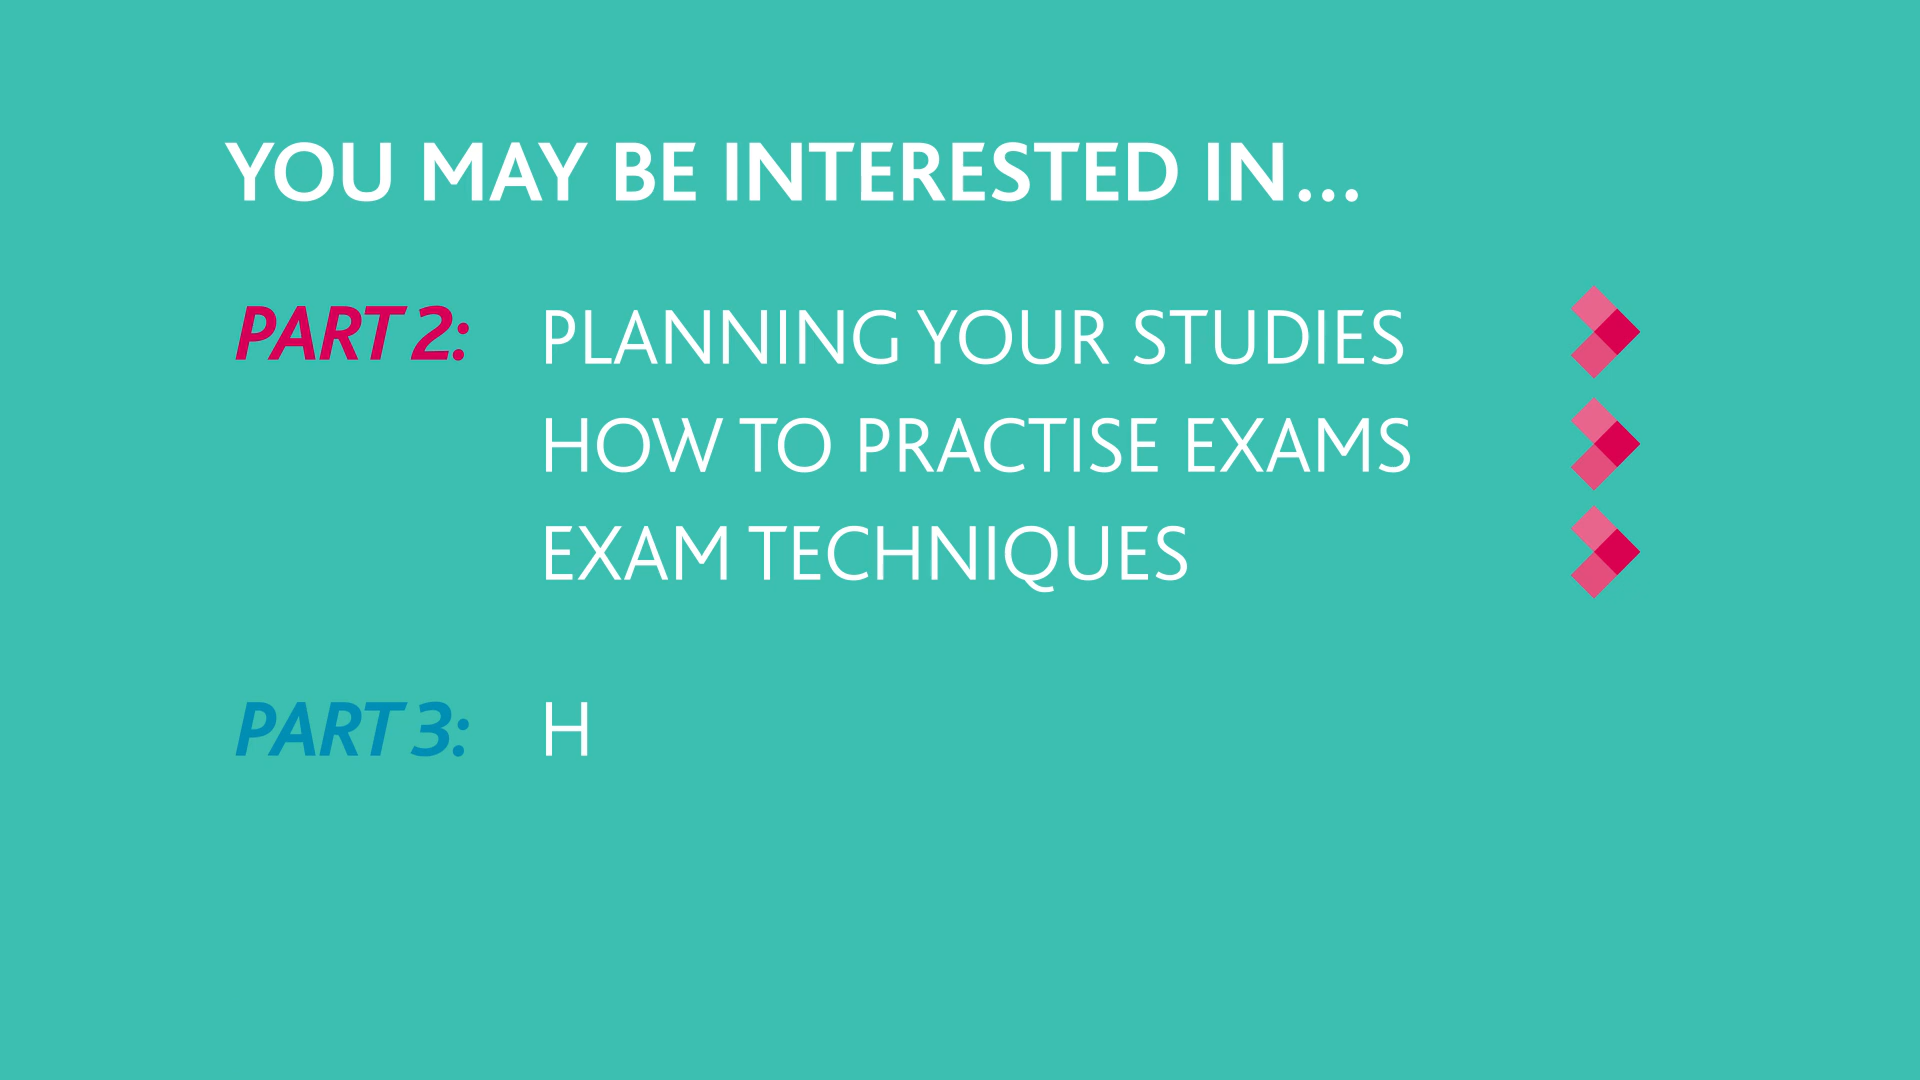 YOU MAY BE INTERESTED IN...
PART 2: PLANNING YOUR STUDIES
HOW TO PRACTISE EXAMS
EXAM TECHNIQUES
PART 3: H